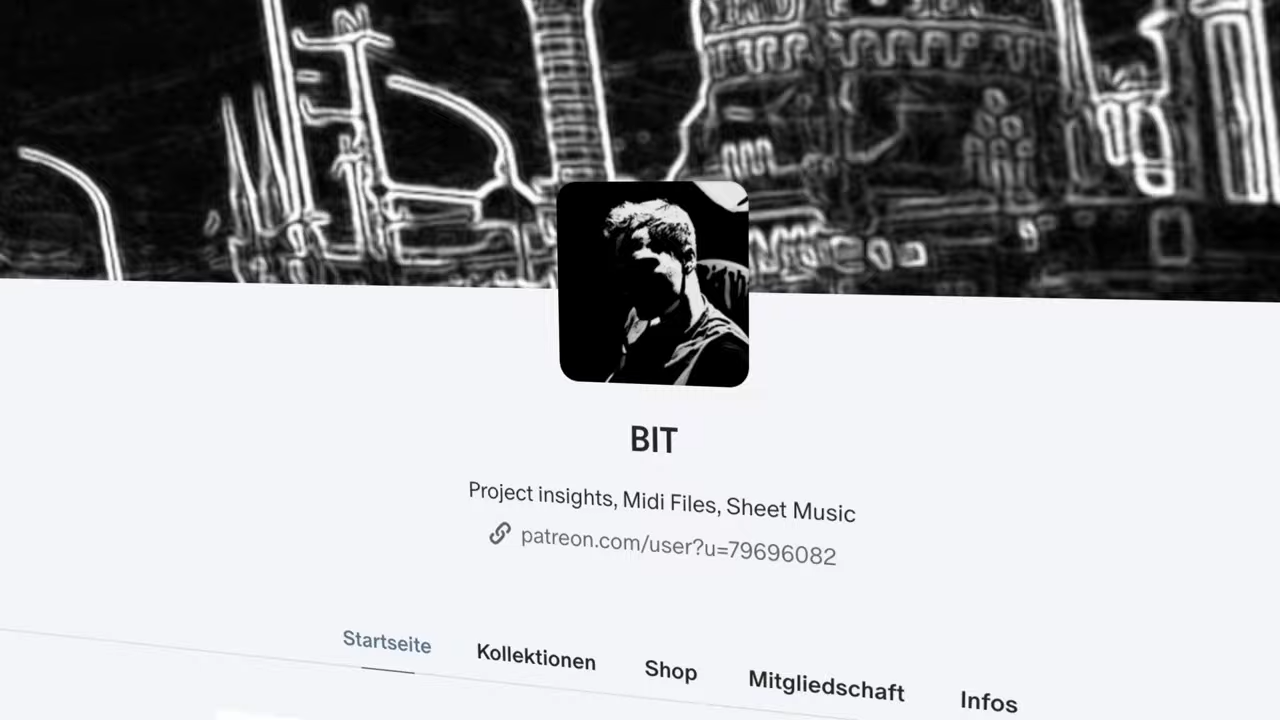 BIT
Project insights, Midi Files, Sheet Music
patreon.com/user?u=79696082
Startseite Kollektionen Shop Mitgliedschaft Infos